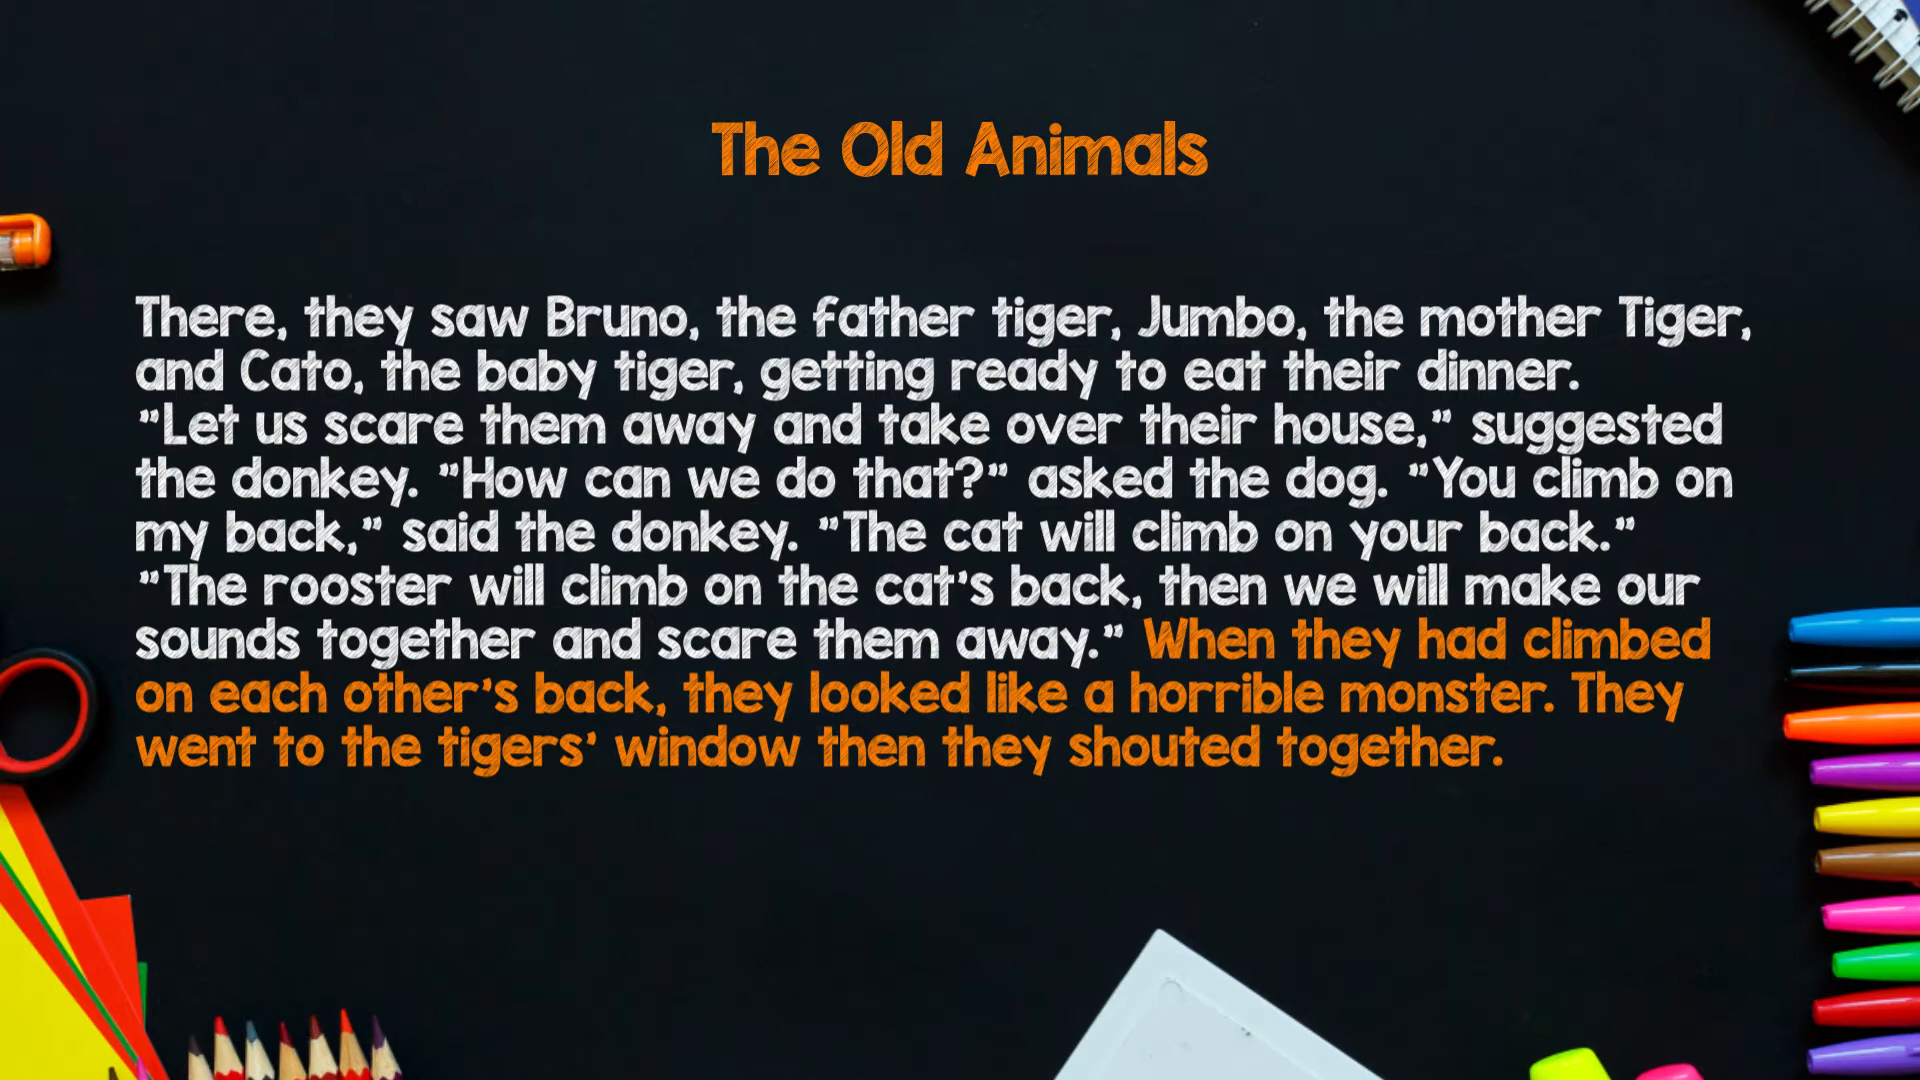 The Old Animals
There, they saw Bruno, the father tiger, Jumbo, the mother Tiger,
and Cato, the baby tiger, getting ready to eat their dinner.
"Let us scare them away and take over their house," suggested
the donkey. "How can we do that?" asked the dog. "You climb on
my back," said the donkey. "The cat will climb on your back."
"The rooster will climb on the cat's back, then we will make our
sounds together and scare them away." When they had climbed
on each other's back, they looked like a horrible monster. They
went to the tigers' window then they shouted together.